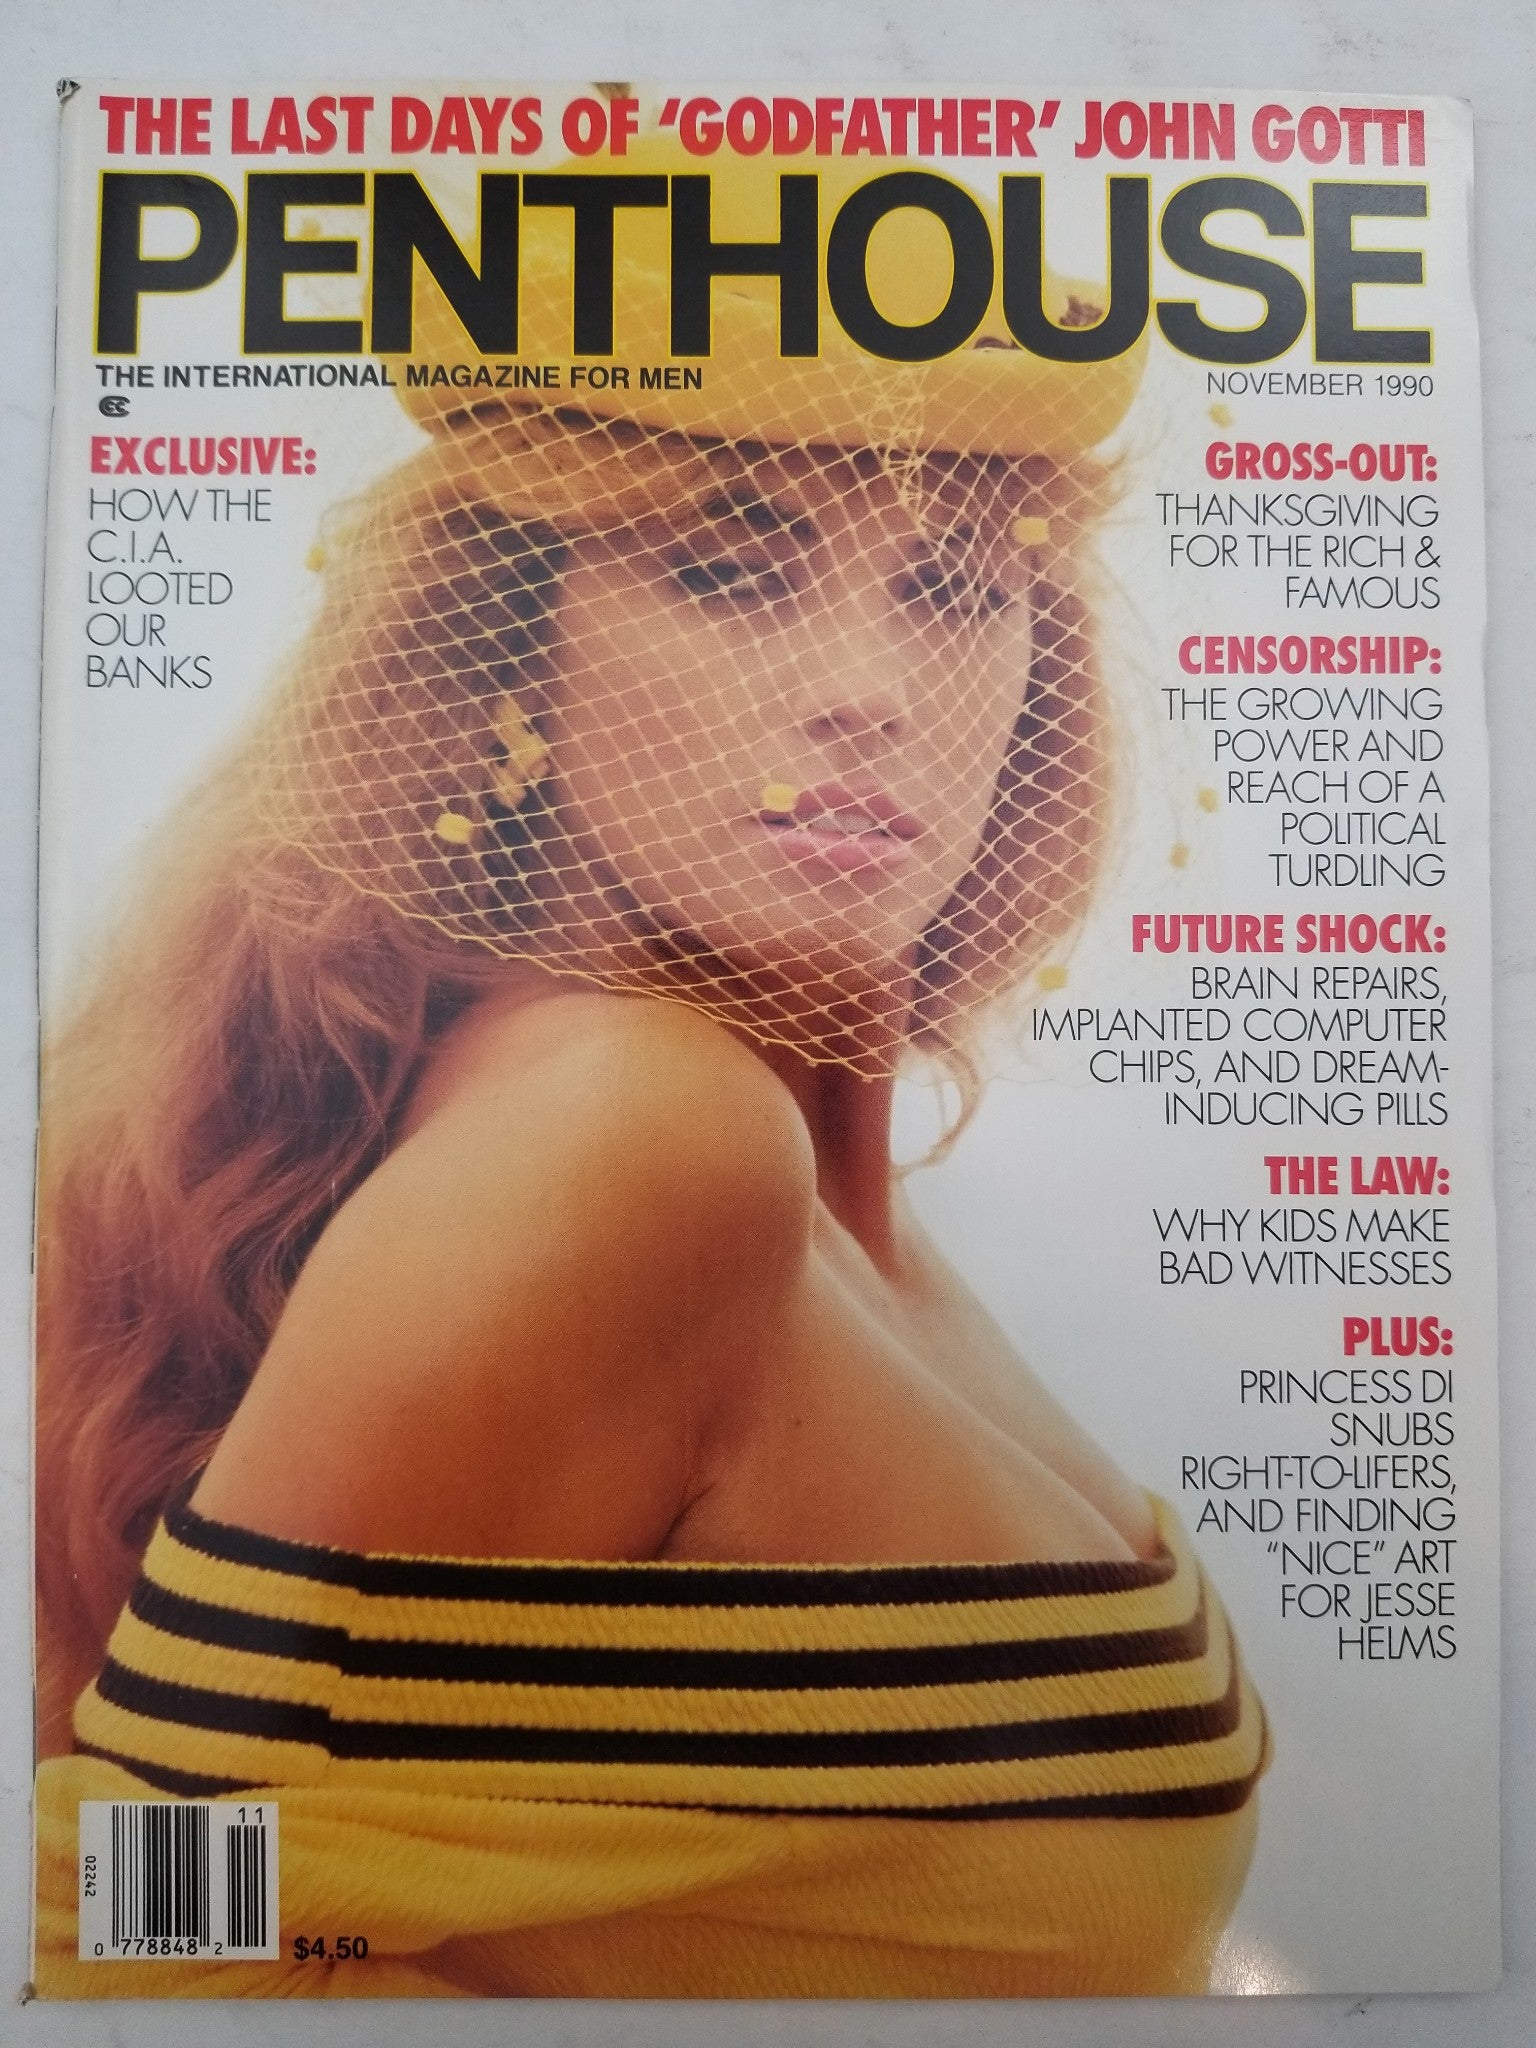 THE LAST DAYS OF 'GODFATHER' JOHN GOTTI
PENTHOUSE
THE INTERNATIONAL MAGAZINE FOR MEN
NOVEMBER 1990
EXCLUSIVE:
HOW THE
C.I.A.
LOOTED
OUR
BANKS
GROSS-OUT:
THANKSGIVING
FOR THE RICH &
FAMOUS
CENSORSHIP:
THE GROWING
POWER AND
REACH OF A
POLITICAL
TURDLING
FUTURE SHOCK:
BRAIN REPAIRS,
IMPLANTED COMPUTER
CHIPS, AND DREAM-
INDUCING PILLS
THE LAW:
WHY KIDS MAKE
BAD WITNESSES
PLUS:
PRINCESS DI
SNUBS
RIGHT-TO-LIFERS,
AND FINDING
"NICE" ART
FOR JESSE
HELMS
11
02242
0 778848 2
$4.50